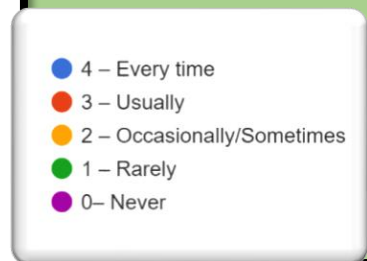 4 – Every time
3 – Usually
2 – Occasionally/Sometimes
1 – Rarely
0– Never